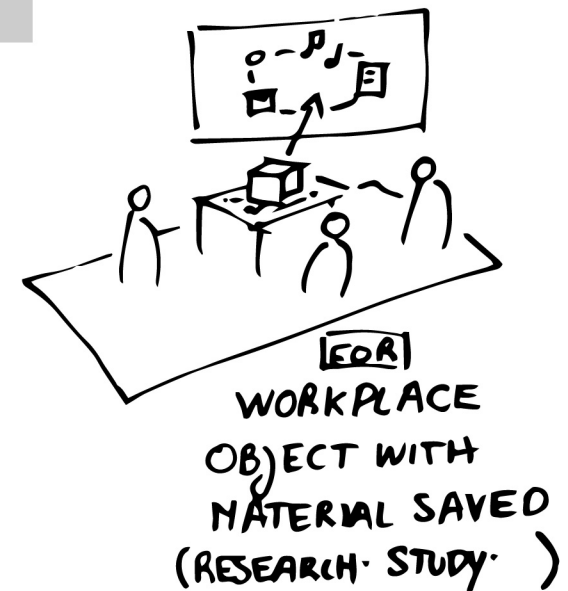 FOR
WORKPLACE
OBJECT WITH
MATERIAL SAVED
(RESEARCH· STUDY· )